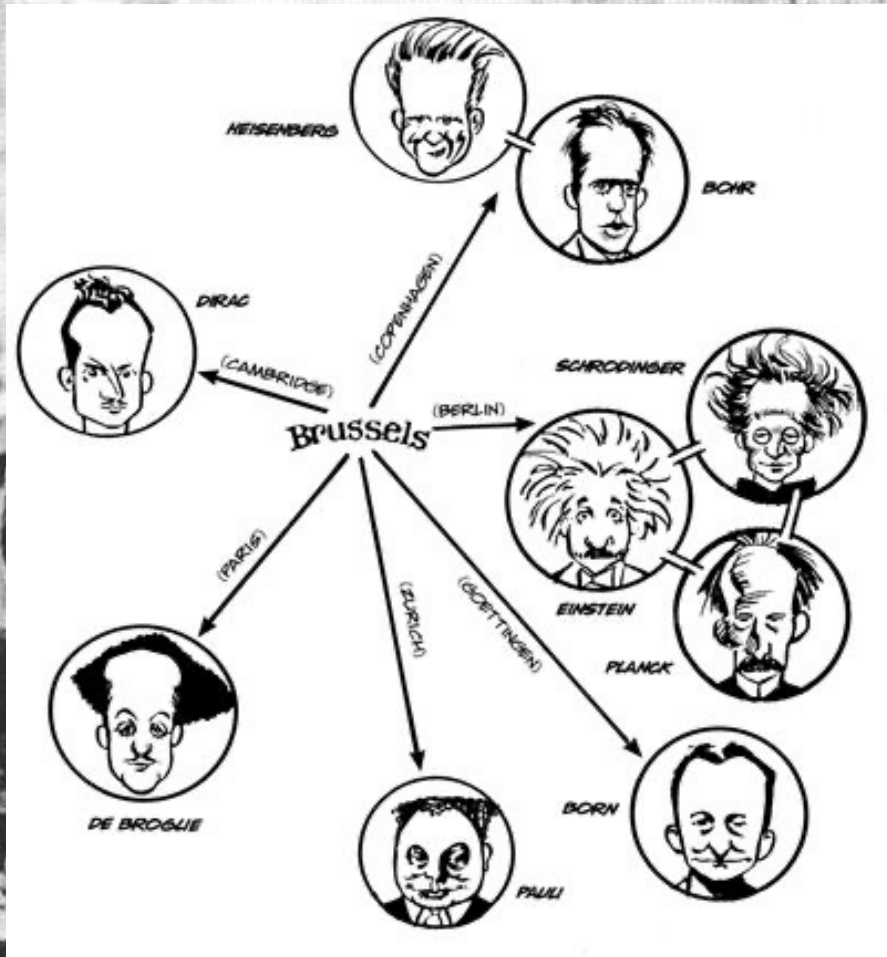 HEISENBERG
BOHR
DIRAC
(COPENHAGEN)
SCHRODINGER
(CAMBRIDGE)
(BERLIN)
Brussels
(PARIS)
(ZURICH)
(GOETTINGEN)
EINSTEIN
PLANCK
DE BROGLIE
BORN
PAULI